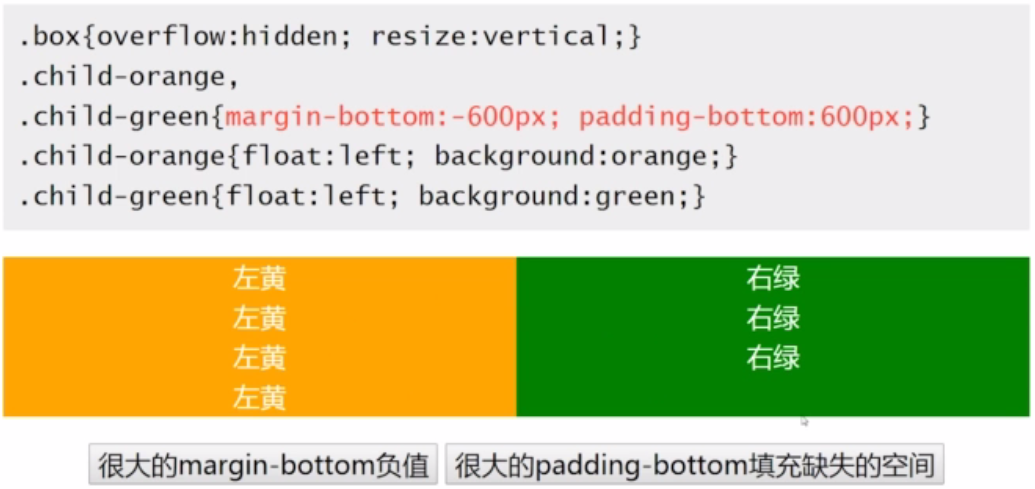 .box{overflow:hidden; resize:vertical;}
.child-orange,
.child-green{margin-bottom:-600px; padding-bottom:600px;}
.child-orange{float:left; background:orange;}
.child-green{float:left; background:green;}
左黄 右绿
左黄 右绿
左黄 右绿
左黄
很大的margin-bottom负值 很大的padding-bottom填充缺失的空间